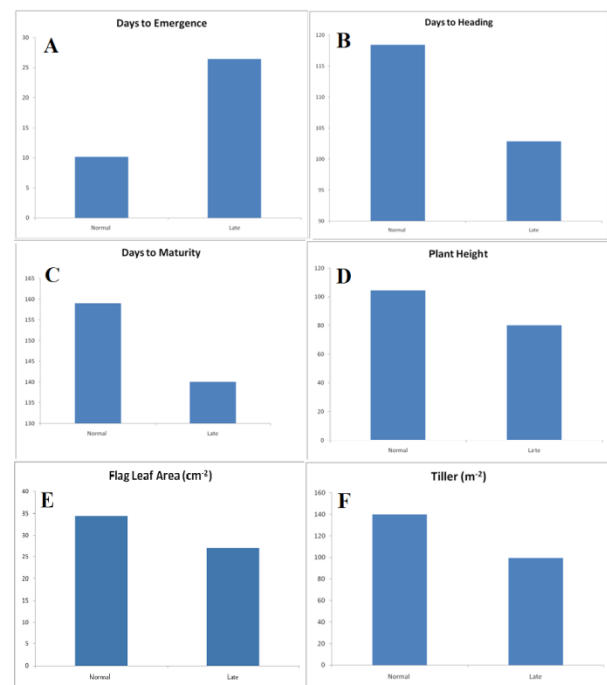 Days to Emergence
A
30
25
20
15
10
5
0
Normal Late
Days to Heading
B
120
115
110
105
100
95
90
Normal Late
Days to Maturity
C
165
160
155
150
145
140
135
130
Normal Late
Plant Height
D
120
100
80
60
40
20
0
Normal Late
Flag Leaf Area (cm⁻²)
E
40
35
30
25
20
15
10
5
0
Normal Late
Tiller (m⁻²)
F
160
140
120
100
80
60
40
20
0
Normal Late